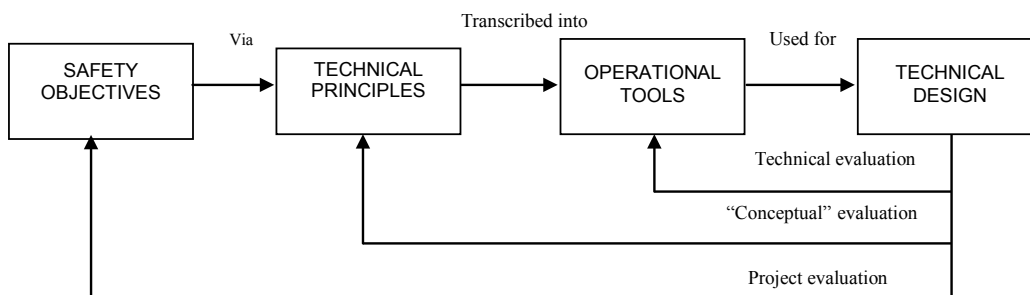 Transcribed into
Via
Used for
SAFETY
OBJECTIVES
TECHNICAL
PRINCIPLES
OPERATIONAL
TOOLS
TECHNICAL
DESIGN
Technical evaluation
“Conceptual” evaluation
Project evaluation